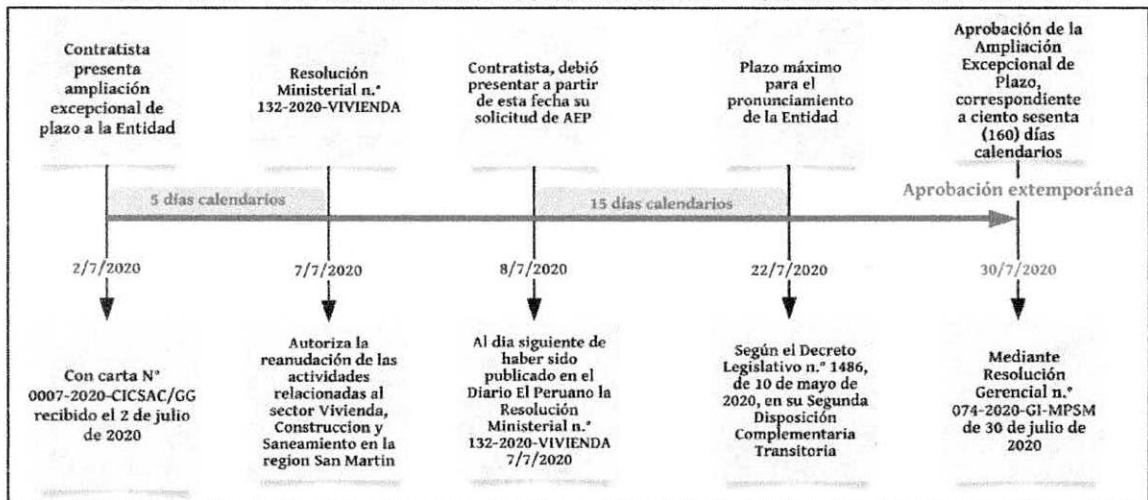 Contratista
presenta
ampliación
excepcional de
plazo a la Entidad
Resolución
Ministerial n.°
132-2020-VIVIENDA
Contratista, debió
presentar a partir
de esta fecha su
solicitud de AEP
Plazo máximo
para el
pronunciamiento
de la Entidad
Aprobación de la
Ampliación
Excepcional de
Plazo,
correspondiente
a ciento sesenta
(160) días
calendarios
5 días calendarios
15 días calendarios
Aprobación extemporánea
2/7/2020
7/7/2020
8/7/2020
22/7/2020
30/7/2020
Con carta N°
0007-2020-CICSAC/GG
recibido el 2 de julio
de 2020
Autoriza la
reanudación de las
actividades
relacionadas al
sector Vivienda,
Construccion y
Saneamiento en la
region San Martin
Al dia siguiente de
haber sido
publicado en el
Diario El Peruano la
Resolución
Ministerial n.°
132-2020-VIVIENDA
7/7/2020
Según el Decreto
Legislativo n.° 1486,
de 10 de mayo de
2020, en su Segunda
Disposición
Complementaria
Transitoria
Mediante
Resolución
Gerencial n.°
074-2020-GI-MPSM
de 30 de julio de
2020